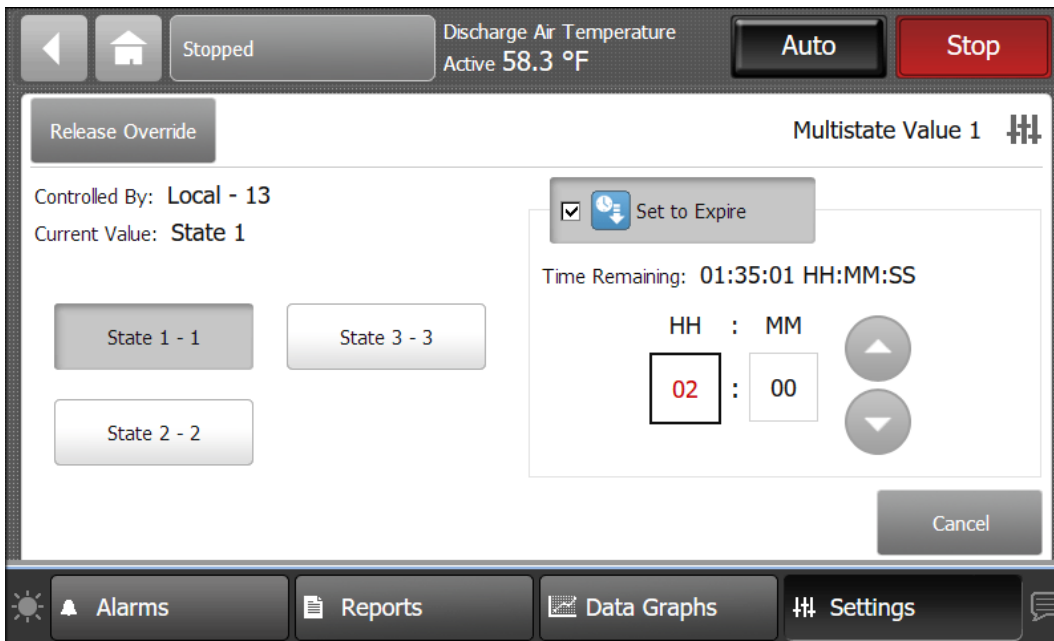 Stopped
Discharge Air Temperature
Active 58.3 °F
Auto
Stop
Release Override
Multistate Value 1
Controlled By: Local - 13
Current Value: State 1
Set to Expire
Time Remaining: 01:35:01 HH:MM:SS
HH : MM
02 : 00
State 1 - 1
State 3 - 3
State 2 - 2
Cancel
Alarms
Reports
Data Graphs
Settings